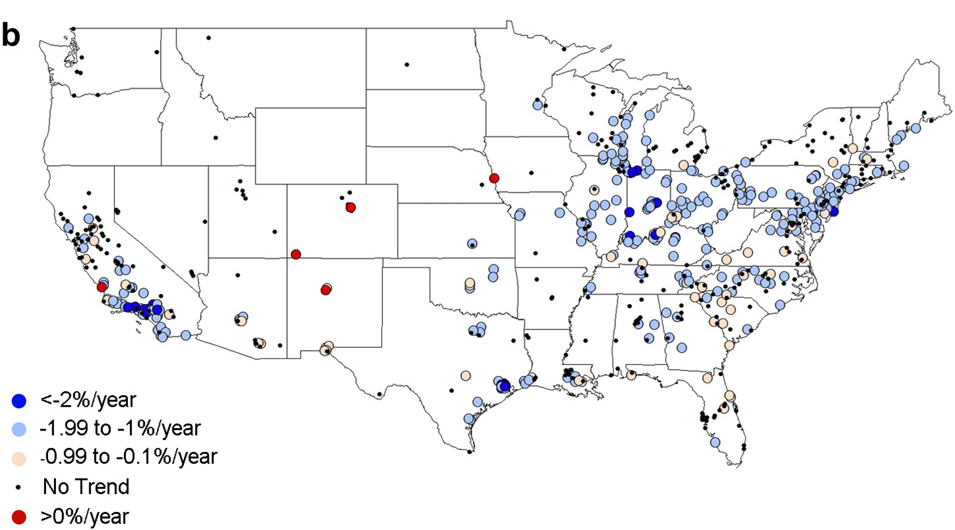 b
<-2%/year
-1.99 to -1%/year
-0.99 to -0.1%/year
No Trend
>0%/year